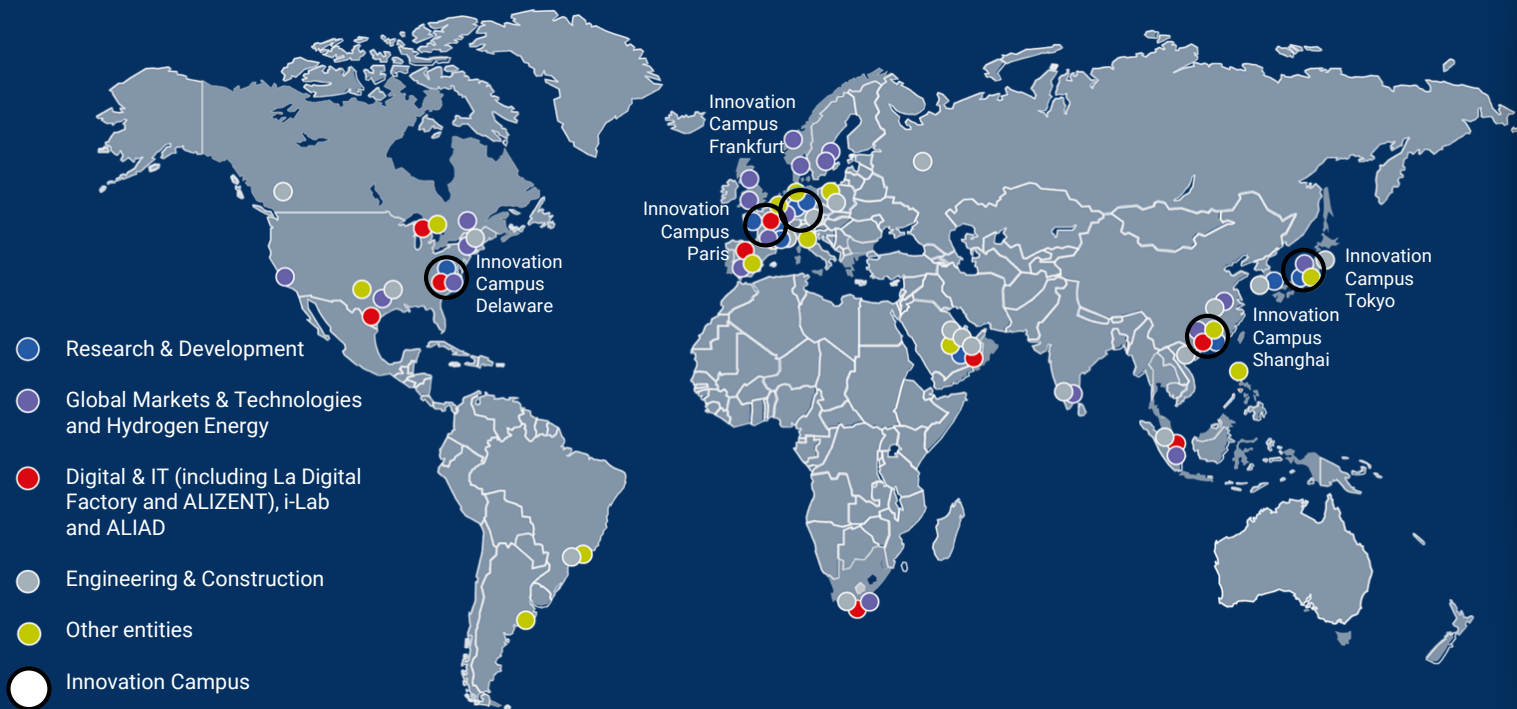 Innovation
Campus
Frankfurt
Innovation
Campus
Paris
Innovation
Campus
Delaware
Innovation
Campus
Tokyo
Innovation
Campus
Shanghai
Research & Development
Global Markets & Technologies
and Hydrogen Energy
Digital & IT (including La Digital
Factory and ALIZENT), i-Lab
and ALIAD
Engineering & Construction
Other entities
Innovation Campus